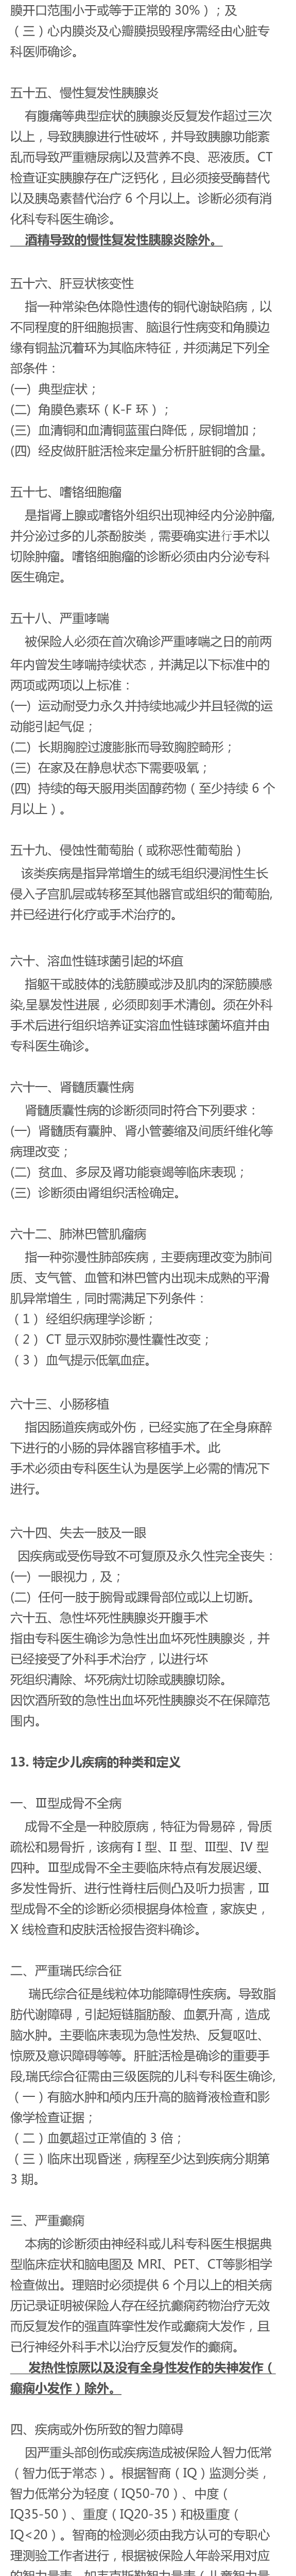 膜开口范围小于或等于正常的 30%）；及
（三）心内膜炎及心瓣膜损毁程序需经由心脏专
科医师确诊。
五十五、慢性复发性胰腺炎
有腹痛等典型症状的胰腺炎反复发作超过三次
以上，导致胰腺进行性破坏，并导致胰腺功能紊
乱而导致严重糖尿病以及营养不良、恶液质。CT
检查证实胰腺存在广泛钙化，且必须接受酶替代
以及胰岛素替代治疗 6 个月以上。诊断必须有消
化科专科医生确诊。
酒精导致的慢性复发性胰腺炎除外。
五十六、肝豆状核变性
指一种常染色体隐性遗传的铜代谢缺陷病，以
不同程度的肝细胞损害、脑退行性病变和角膜边
缘有铜盐沉着环为其临床特征，并须满足下列全
部条件：
(一) 典型症状；
(二) 角膜色素环（K-F 环）；
(三) 血清铜和血清铜蓝蛋白降低，尿铜增加；
(四) 经皮做肝脏活检来定量分析肝脏铜的含量。
五十七、嗜铬细胞瘤
是指肾上腺或嗜铬外组织出现神经内分泌肿瘤,
并分泌过多的儿茶酚胺类，需要确实进行手术以
切除肿瘤。嗜铬细胞瘤的诊断必须由内分泌专科
医生确定。
五十八、严重哮喘
被保险人必须在首次确诊严重哮喘之日的前两
年内曾发生哮喘持续状态，并满足以下标准中的
两项或两项以上标准：
(一) 运动耐受力永久并持续地减少并且轻微的运
动能引起气促；
(二) 长期胸腔过渡膨胀而导致胸腔畸形；
(三) 在家及在静息状态下需要吸氧；
(四) 持续的每天服用类固醇药物（至少持续 6 个
月以上）。
五十九、侵蚀性葡萄胎（或称恶性葡萄胎）
该类疾病是指异常增生的绒毛组织浸润性生长
侵入子宫肌层或转移至其他器官或组织的葡萄胎,
并已经进行化疗或手术治疗的。
六十、溶血性链球菌引起的坏疽
指躯干或肢体的浅筋膜或涉及肌肉的深筋膜感
染,呈暴发性进展，必须即刻手术清创。须在外科
手术后进行组织培养证实溶血性链球菌坏疽并由
专科医生确诊。
六十一、肾髓质囊性病
肾髓质囊性病的诊断须同时符合下列要求：
(一) 肾髓质有囊肿、肾小管萎缩及间质纤维化等
病理改变；
(二) 贫血、多尿及肾功能衰竭等临床表现；
(三) 诊断须由肾组织活检确定。
六十二、肺淋巴管肌瘤病
指一种弥漫性肺部疾病，主要病理改变为肺间
质、支气管、血管和淋巴管内出现未成熟的平滑
肌异常增生，同时需满足下列条件：
（1）经组织病理学诊断；
（2）CT 显示双肺弥漫性囊性改变；
（3）血气提示低氧血症。
六十三、小肠移植
指因肠道疾病或外伤，已经实施了在全身麻醉
下进行的小肠的异体器官移植手术。此
手术必须由专科医生认为是医学上必需的情况下
进行。
六十四、失去一肢及一眼
因疾病或受伤导致不可复原及永久性完全丧失：
(一) 一眼视力，及；
(二) 任何一肢于腕骨或踝骨部位或以上切断。
六十五、急性坏死性胰腺炎开腹手术
指由专科医生确诊为急性出血坏死性胰腺炎，并
已经接受了外科手术治疗，以进行坏
死组织清除、坏死病灶切除或胰腺切除。
因饮酒所致的急性出血坏死性胰腺炎不在保障范
围内。
13. 特定少儿疾病的种类和定义
一、Ⅲ型成骨不全病
成骨不全是一种胶原病，特征为骨易碎，骨质
疏松和易骨折，该病有 I 型、II 型、Ⅲ型、IV 型
四种。Ⅲ型成骨不全主要临床特点有发展迟缓、
多发性骨折、进行性脊柱后侧凸及听力损害，Ⅲ
型成骨不全的诊断必须根据身体检查，家族史，
X 线检查和皮肤活检报告资料确诊。
二、严重瑞氏综合征
瑞氏综合征是线粒体功能障碍性疾病。导致脂
肪代谢障碍，引起短链脂肪酸、血氨升高，造成
脑水肿。主要临床表现为急性发热、反复呕吐、
惊厥及意识障碍等等。肝脏活检是确诊的重要手
段,瑞氏综合征需由三级医院的儿科专科医生确诊,
（一）有脑水肿和颅内压升高的脑脊液检查和影
像学检查证据；
（二）血氨超过正常值的 3 倍；
（三）临床出现昏迷，病程至少达到疾病分期第
3 期。
三、严重癫痫
本病的诊断须由神经科或儿科专科医生根据典
型临床症状和脑电图及 MRI、PET、CT等影相学
检查做出。理赔时必须提供 6 个月以上的相关病
历记录证明被保险人存在经抗癫痫药物治疗无效
而反复发作的强直阵挛性发作或癫痫大发作，且
已行神经外科手术以治疗反复发作的癫痫。
发热性惊厥以及没有全身性发作的失神发作（
癫痫小发作）除外。
四、疾病或外伤所致的智力障碍
因严重头部创伤或疾病造成被保险人智力低常
（智力低于常态）。根据智商（IQ）监测分类，
智力低常分为轻度（IQ50-70）、中度（
IQ35-50）、重度（IQ20-35）和极重度（
IQ<20）。智商的检测必须由我方认可的专职心
理测验工作者进行，根据被保险人年龄采用对应